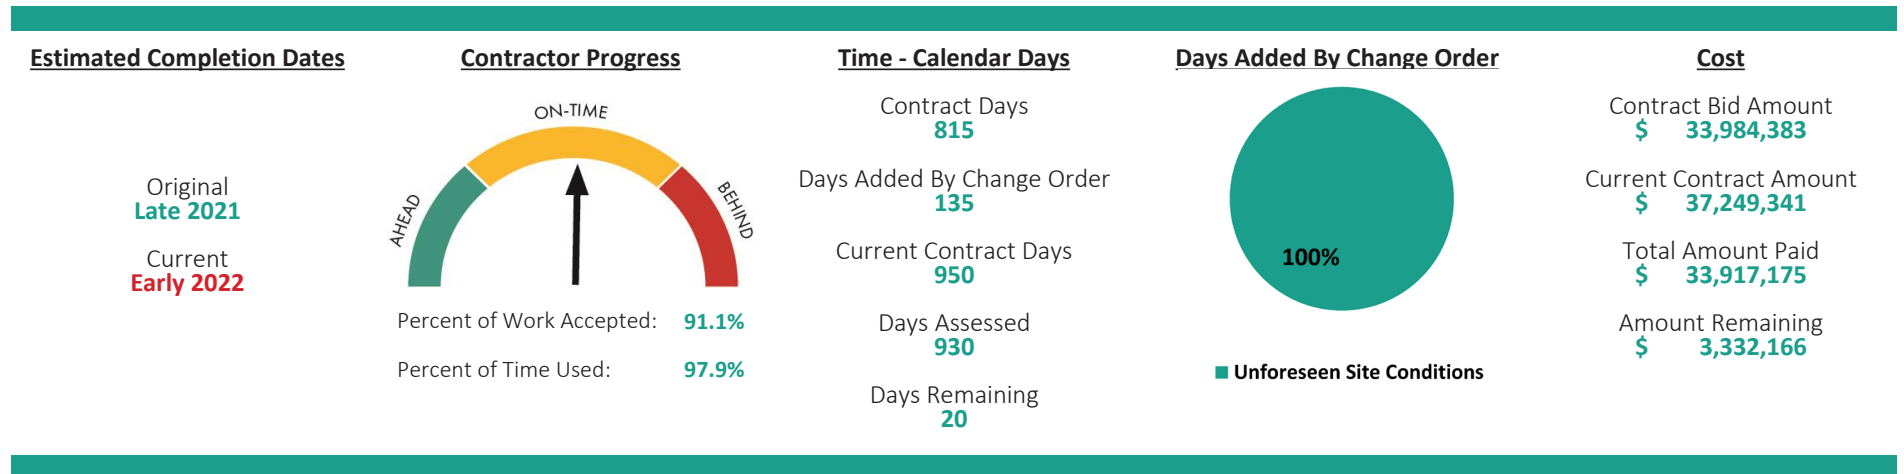 Estimated Completion Dates
Original
Late 2021
Current
Early 2022
Contractor Progress
ON-TIME
AHEAD
BEHIND
Percent of Work Accepted: 91.1%
Percent of Time Used: 97.9%
Time - Calendar Days
Contract Days
815
Days Added By Change Order
135
Current Contract Days
950
Days Assessed
930
Days Remaining
20
Days Added By Change Order
100%
Unforeseen Site Conditions
Cost
Contract Bid Amount
$ 33,984,383
Current Contract Amount
$ 37,249,341
Total Amount Paid
$ 33,917,175
Amount Remaining
$ 3,332,166